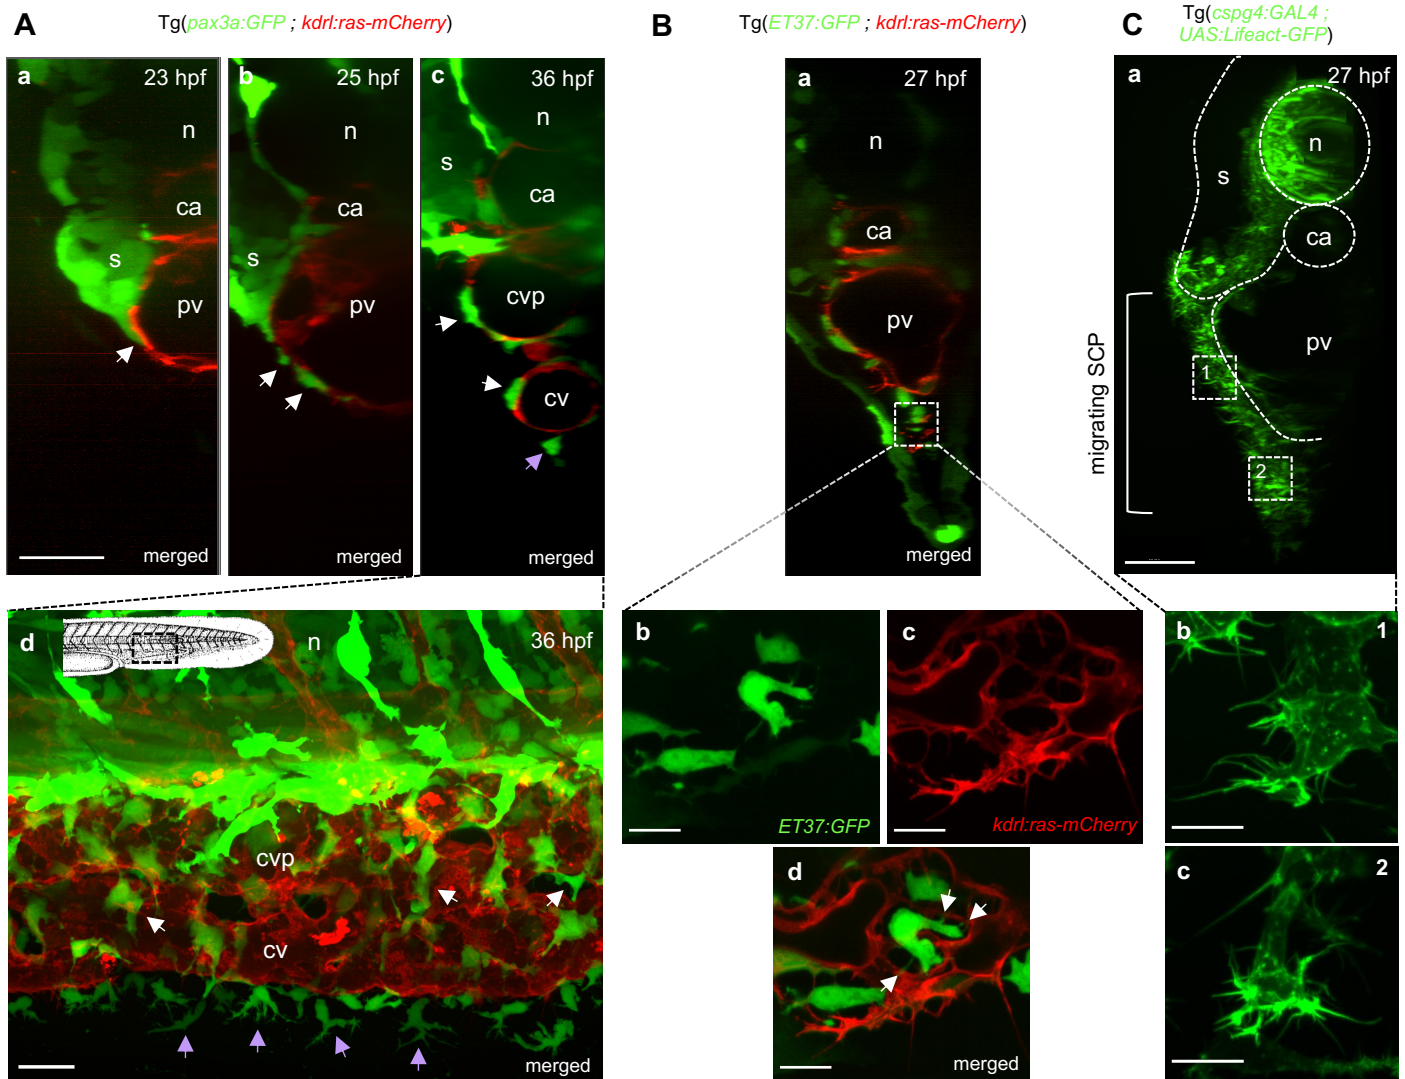 A
Tg(pax3a:GFP ; kdrl:ras-mCherry)
a
23 hpf
n
ca
s
pv
merged
b
25 hpf
n
ca
s
pv
merged
c
36 hpf
n
s
ca
cvp
cv
merged
d
n
36 hpf
cvp
cv
merged
B
Tg(ET37:GFP ; kdrl:ras-mCherry)
a
27 hpf
n
ca
pv
merged
b
ET37:GFP
c
kdrl:ras-mCherry
d
merged
C
Tg(cspg4:GAL4 ;
UAS:Lifeact-GFP)
a
27 hpf
n
s
ca
pv
1
2
migrating SCP
b
1
c
2